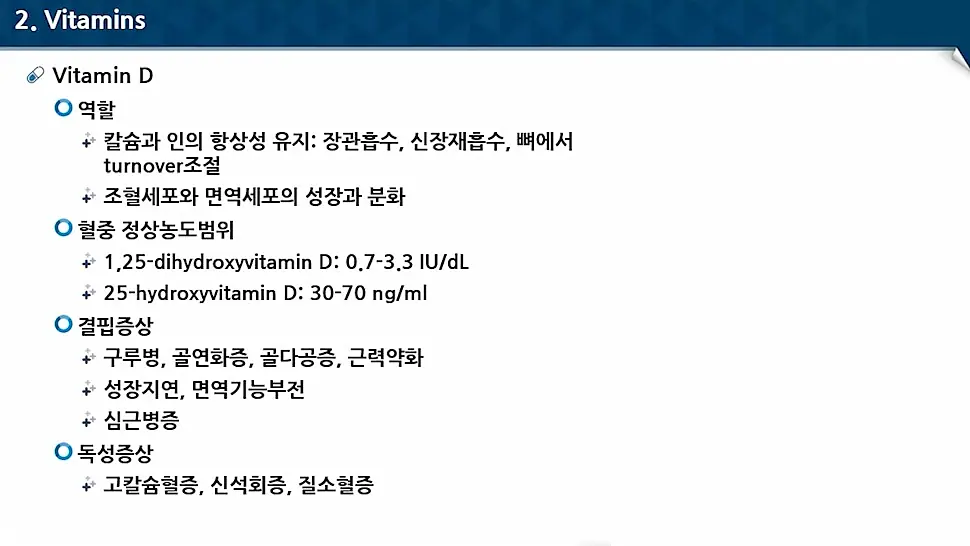 2. Vitamins
Vitamin D
역할
칼슘과 인의 항상성 유지: 장관흡수, 신장재흡수, 뼈에서
turnover조절
조혈세포와 면역세포의 성장과 분화
혈중 정상농도범위
1,25-dihydroxyvitamin D: 0.7-3.3 IU/dL
25-hydroxyvitamin D: 30-70 ng/ml
결핍증상
구루병, 골연화증, 골다공증, 근력약화
성장지연, 면역기능부전
심근병증
독성증상
고칼슘혈증, 신석회증, 질소혈증